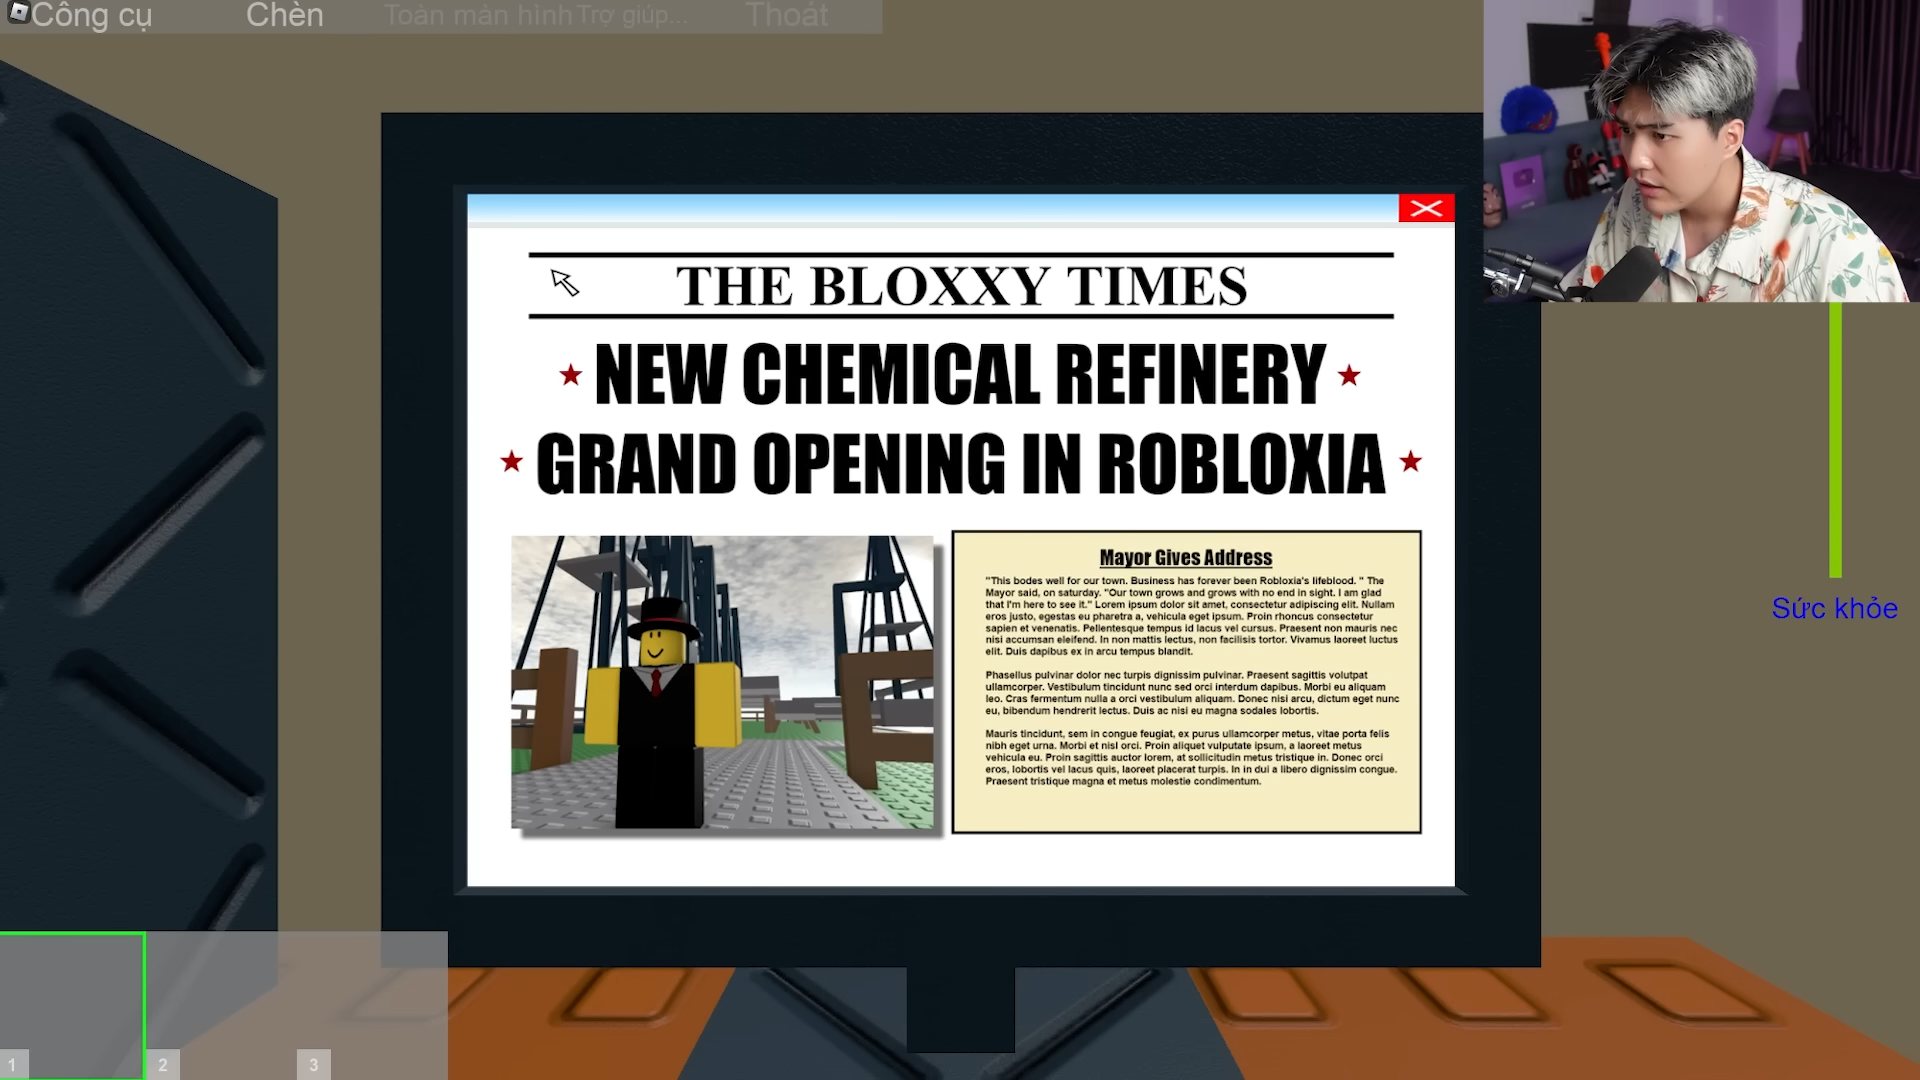 Công cụ
Chèn
Toàn màn hình
Trợ giúp...
Thoát
THE BLOXXY TIMES
NEW CHEMICAL REFINERY
GRAND OPENING IN ROBLOXIA
Mayor Gives Address
"This bodes well for our town. Business has forever been Robloxia's lifeblood. " The
Mayor said, on saturday. "Our town grows and grows with no end in sight. I am glad
that I'm here to see it." Lorem ipsum dolor sit amet, consectetur adipiscing elit. Nullam
eros justo, egestas eu pharetra a, vehicula eget ipsum. Proin rhoncus consectetur
sapien et venenatis. Pellentesque tempus id lacus vel cursus. Praesent non mauris nec
nisi accumsan eleifend. In non mattis lectus, non facilisis tortor. Vivamus laoreet luctus
elit. Duis dapibus ex in arcu tempus blandit.
Phasellus pulvinar dolor nec turpis dignissim pulvinar. Praesent sagittis volutpat
ullamcorper. Vestibulum tincidunt nunc sed orci interdum dapibus. Morbi eu aliquam
leo. Cras fermentum nulla a orci vestibulum aliquam. Donec nisi arcu, dictum eget nunc
eu, bibendum hendrerit lectus. Duis ac nisi eu magna sodales lobortis.
Mauris tincidunt, sem in congue feugiat, ex purus ullamcorper metus, vitae porta felis
nibh eget urna. Morbi et nisl orci. Proin aliquet vulputate ipsum, a laoreet metus
vehicula eu. Proin sagittis auctor lorem, at sollicitudin metus tristique in. Donec orci
eros, lobortis vel lacus quis, laoreet placerat turpis. In in dui a libero dignissim congue.
Praesent tristique magna et metus molestie condimentum.
Sức khỏe
1
2
3